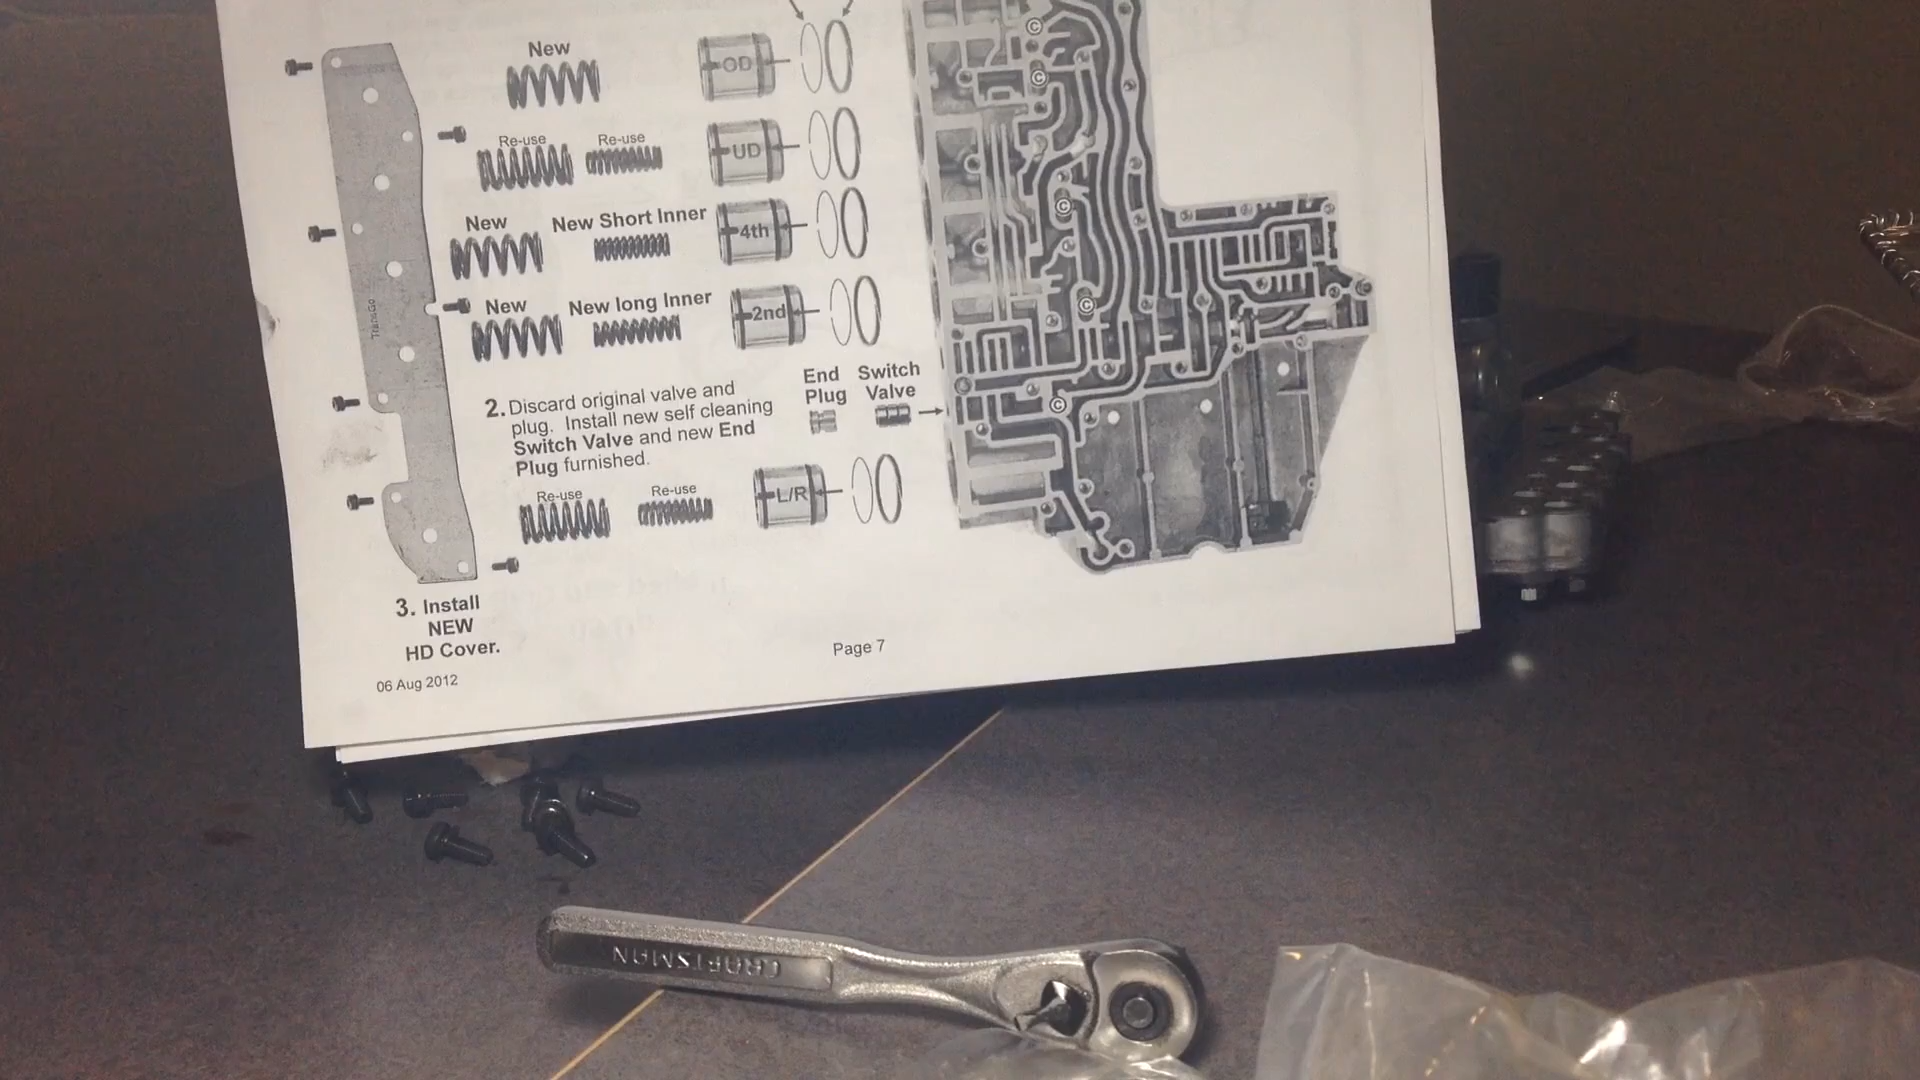 New
OD
Re-use Re-use
UD
New New Short Inner
4th
New New long Inner
2nd
TransGo
2. Discard original valve and
plug. Install new self cleaning
Switch Valve and new End
Plug furnished.
End
Plug
Switch
Valve
Re-use Re-use
L/R
C
C
C
C
C
3. Install
NEW
HD Cover.
Page 7
06 Aug 2012
CRAFTSMAN